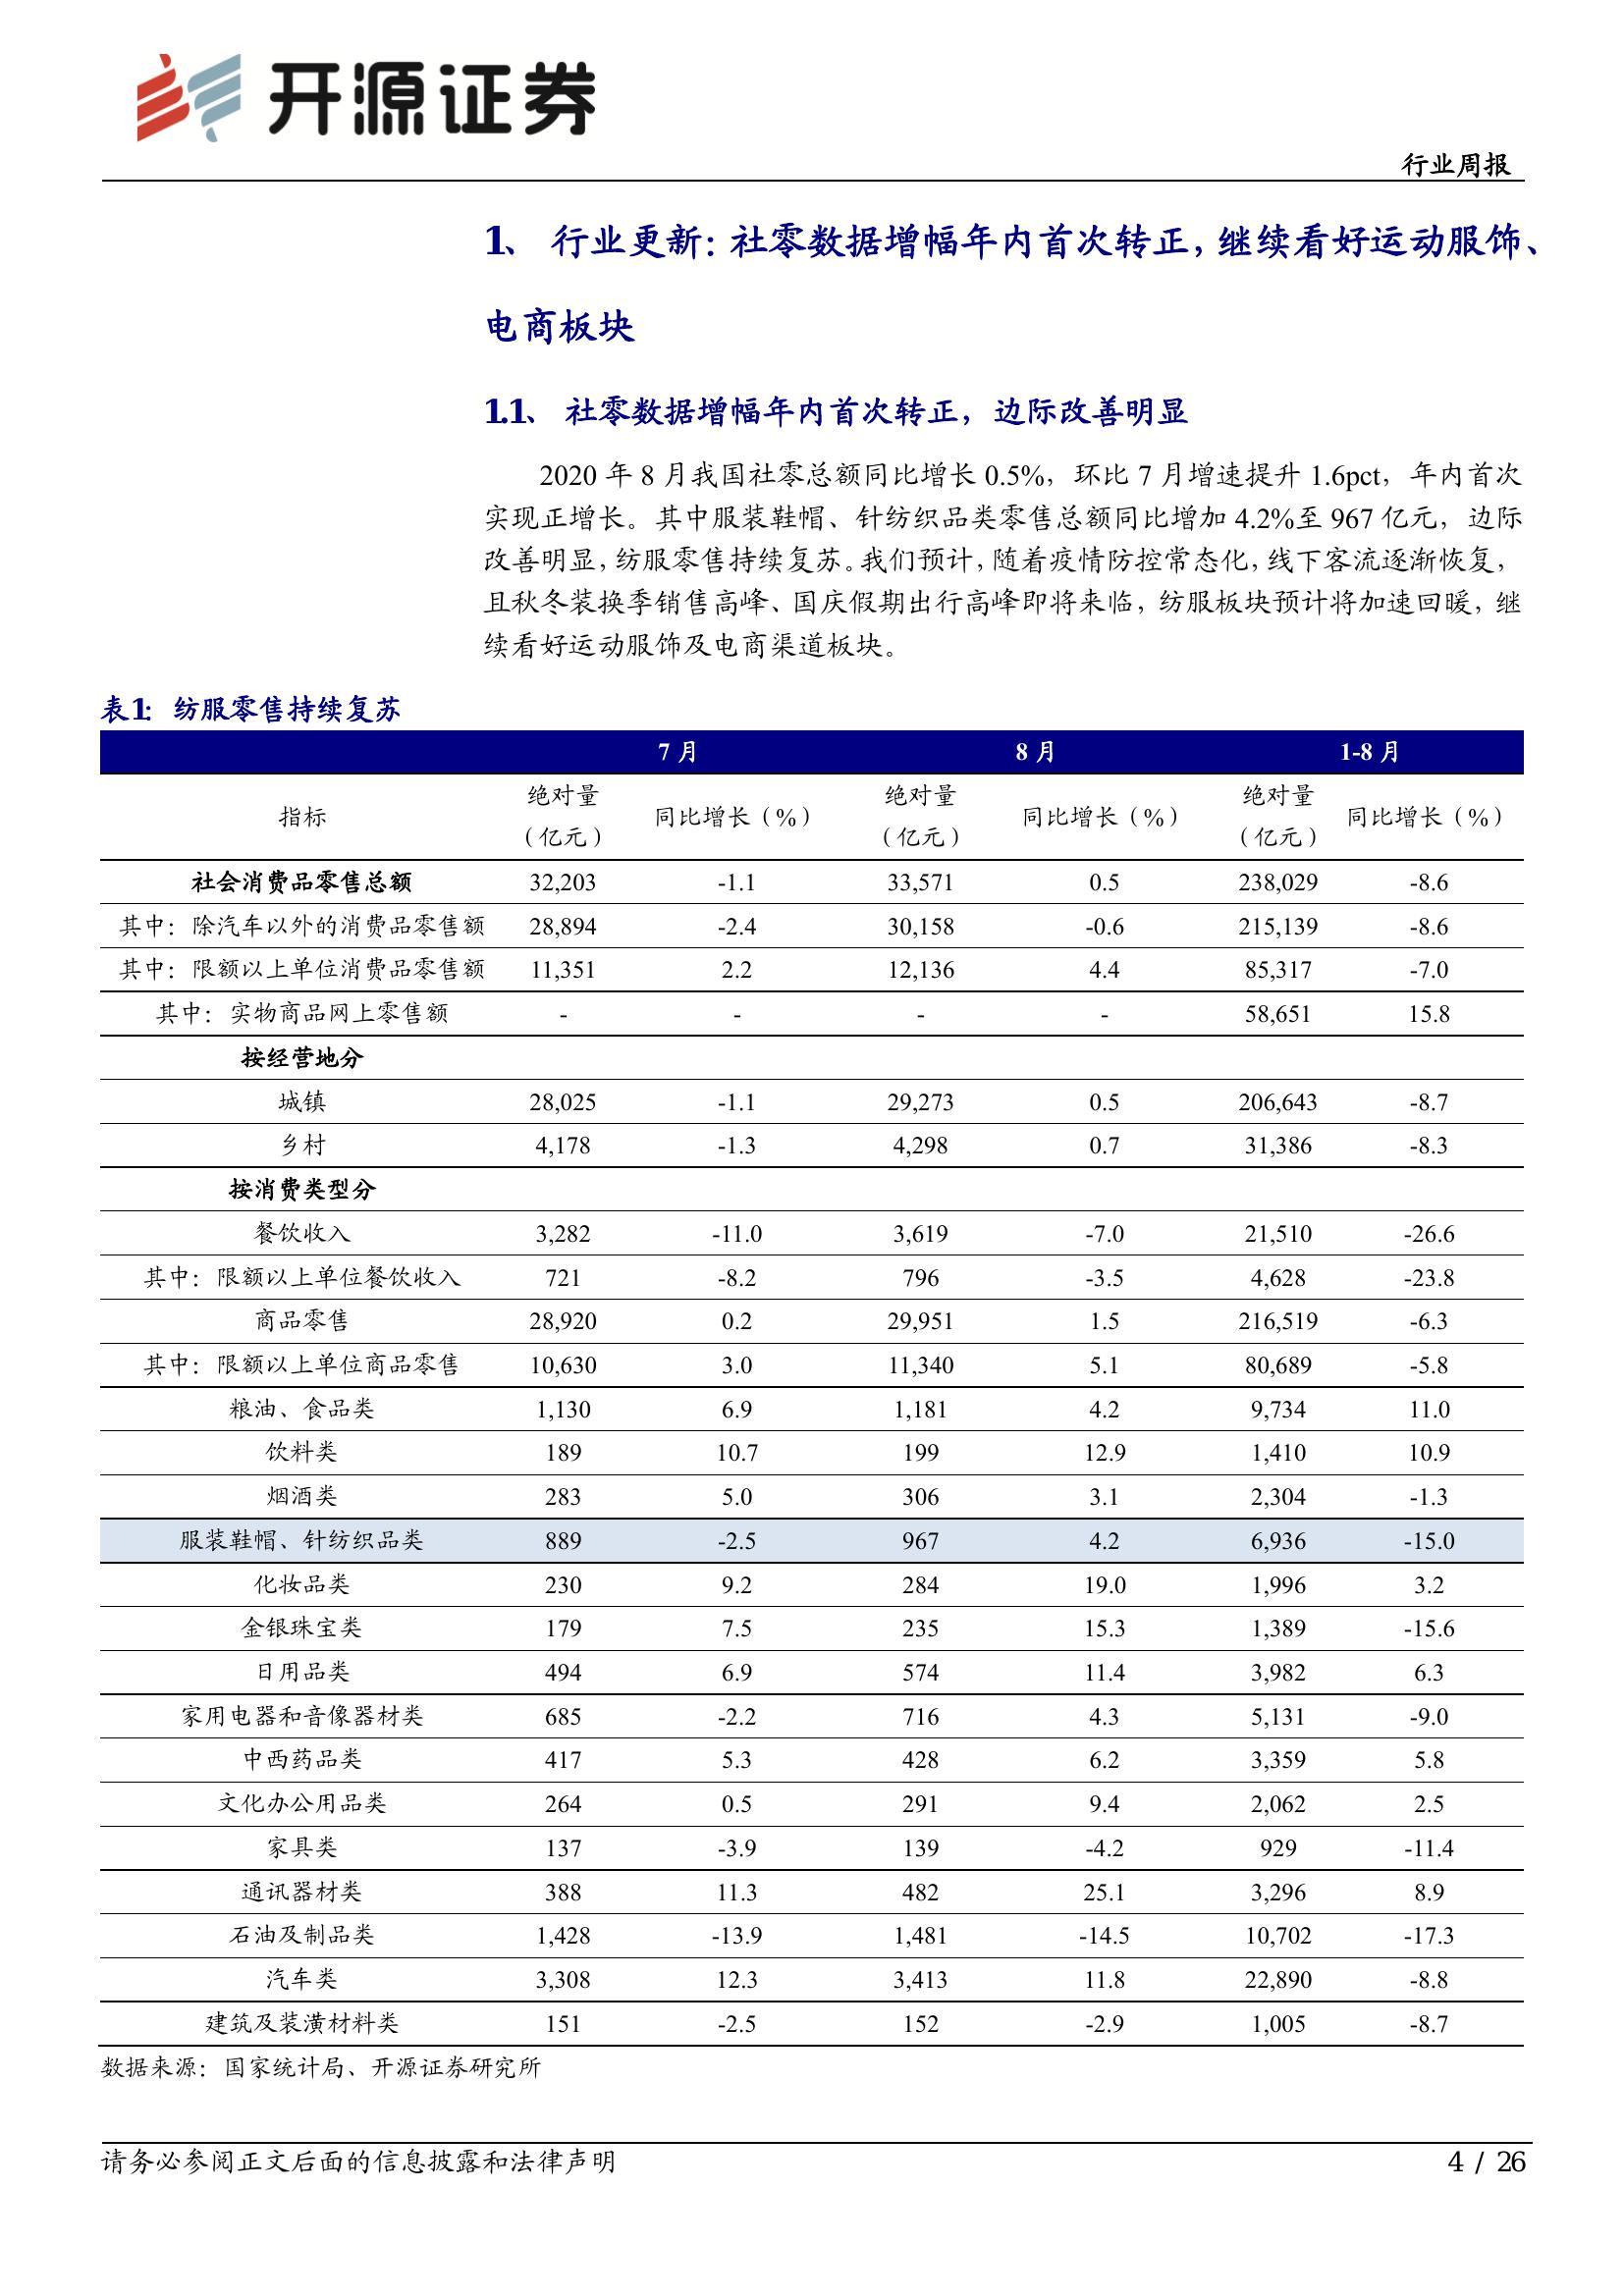 开源证券
行业周报
1、 行业更新：社零数据增幅年内首次转正，继续看好运动服饰、
电商板块
1.1、 社零数据增幅年内首次转正，边际改善明显
2020 年 8 月我国社零总额同比增长 0.5%，环比 7 月增速提升 1.6pct，年内首次
实现正增长。其中服装鞋帽、针纺织品类零售总额同比增加 4.2%至 967 亿元，边际
改善明显，纺服零售持续复苏。我们预计，随着疫情防控常态化，线下客流逐渐恢复，
且秋冬装换季销售高峰、国庆假期出行高峰即将来临，纺服板块预计将加速回暖，继
续看好运动服饰及电商渠道板块。
表1： 纺服零售持续复苏
7 月 8 月 1-8 月
指标 绝对量（亿元） 同比增长（%） 绝对量（亿元） 同比增长（%） 绝对量（亿元） 同比增长（%）
社会消费品零售总额 32,203 -1.1 33,571 0.5 238,029 -8.6
其中：除汽车以外的消费品零售额 28,894 -2.4 30,158 -0.6 215,139 -8.6
其中：限额以上单位消费品零售额 11,351 2.2 12,136 4.4 85,317 -7.0
其中：实物商品网上零售额 - - - - 58,651 15.8
按经营地分
城镇 28,025 -1.1 29,273 0.5 206,643 -8.7
乡村 4,178 -1.3 4,298 0.7 31,386 -8.3
按消费类型分
餐饮收入 3,282 -11.0 3,619 -7.0 21,510 -26.6
其中：限额以上单位餐饮收入 721 -8.2 796 -3.5 4,628 -23.8
商品零售 28,920 0.2 29,951 1.5 216,519 -6.3
其中：限额以上单位商品零售 10,630 3.0 11,340 5.1 80,689 -5.8
粮油、食品类 1,130 6.9 1,181 4.2 9,734 11.0
饮料类 189 10.7 199 12.9 1,410 10.9
烟酒类 283 5.0 306 3.1 2,304 -1.3
服装鞋帽、针纺织品类 889 -2.5 967 4.2 6,936 -15.0
化妆品类 230 9.2 284 19.0 1,996 3.2
金银珠宝类 179 7.5 235 15.3 1,389 -15.6
日用品类 494 6.9 574 11.4 3,982 6.3
家用电器和音像器材类 685 -2.2 716 4.3 5,131 -9.0
中西药品类 417 5.3 428 6.2 3,359 5.8
文化办公用品类 264 0.5 291 9.4 2,062 2.5
家具类 137 -3.9 139 -4.2 929 -11.4
通讯器材类 388 11.3 482 25.1 3,296 8.9
石油及制品类 1,428 -13.9 1,481 -14.5 10,702 -17.3
汽车类 3,308 12.3 3,413 11.8 22,890 -8.8
建筑及装潢材料类 151 -2.5 152 -2.9 1,005 -8.7
数据来源：国家统计局、开源证券研究所
请务必参阅正文后面的信息披露和法律声明 4 / 26